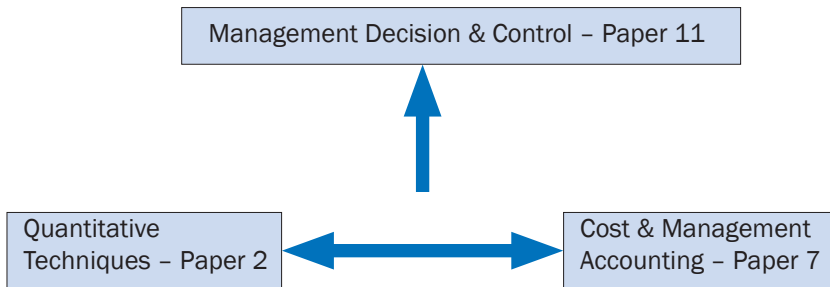 Management Decision & Control – Paper 11
Quantitative
Techniques – Paper 2
Cost & Management
Accounting – Paper 7